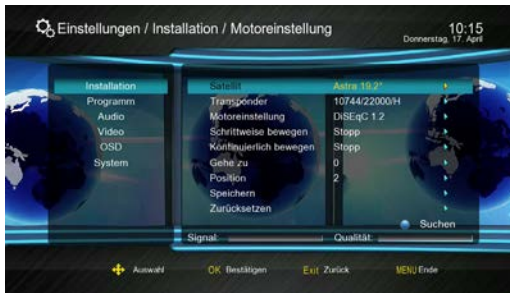 Einstellungen / Installation / Motoreinstellung
10:15
Donnerstag, 17. April
Installation
Programm
Audio
Video
OSD
System
Satellit Astra 19.2°
Transponder 10744/22000/H
Motoreinstellung DiSEqC 1.2
Schrittweise bewegen Stopp
Kontinuierlich bewegen Stopp
Gehe zu 0
Position 2
Speichern
Zurücksetzen
Suchen
Signal: Qualität:
Auswahl OK Bestätigen Exit Zurück MENU Ende